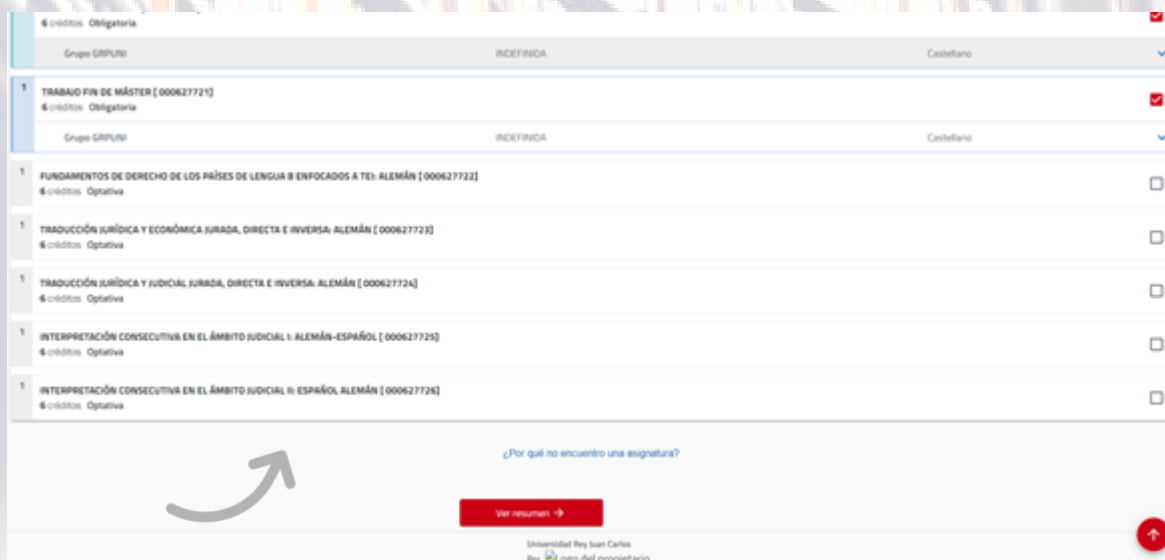 6 créditos Obligatoria
Grupo GRPUNI INDEFINIDA Castellano
1 TRABAJO FIN DE MÁSTER [ 000627721]
6 créditos Obligatoria
Grupo GRPUNI INDEFINIDA Castellano
1 FUNDAMENTOS DE DERECHO DE LOS PAÍSES DE LENGUA B ENFOCADOS A TEI: ALEMÁN [ 000627722]
6 créditos Optativa
1 TRADUCCIÓN JURÍDICA Y ECONÓMICA JURADA, DIRECTA E INVERSA: ALEMÁN [ 000627723]
6 créditos Optativa
1 TRADUCCIÓN JURÍDICA Y JUDICIAL JURADA, DIRECTA E INVERSA: ALEMÁN [ 000627724]
6 créditos Optativa
1 INTERPRETACIÓN CONSECUTIVA EN EL ÁMBITO JUDICIAL I: ALEMÁN-ESPAÑOL [ 000627725]
6 créditos Optativa
1 INTERPRETACIÓN CONSECUTIVA EN EL ÁMBITO JUDICIAL II: ESPAÑOL ALEMÁN [ 000627726]
6 créditos Optativa
¿Por qué no encuentro una asignatura?
Ver resumen →
Universidad Rey Juan Carlos
Por Logo del propietario